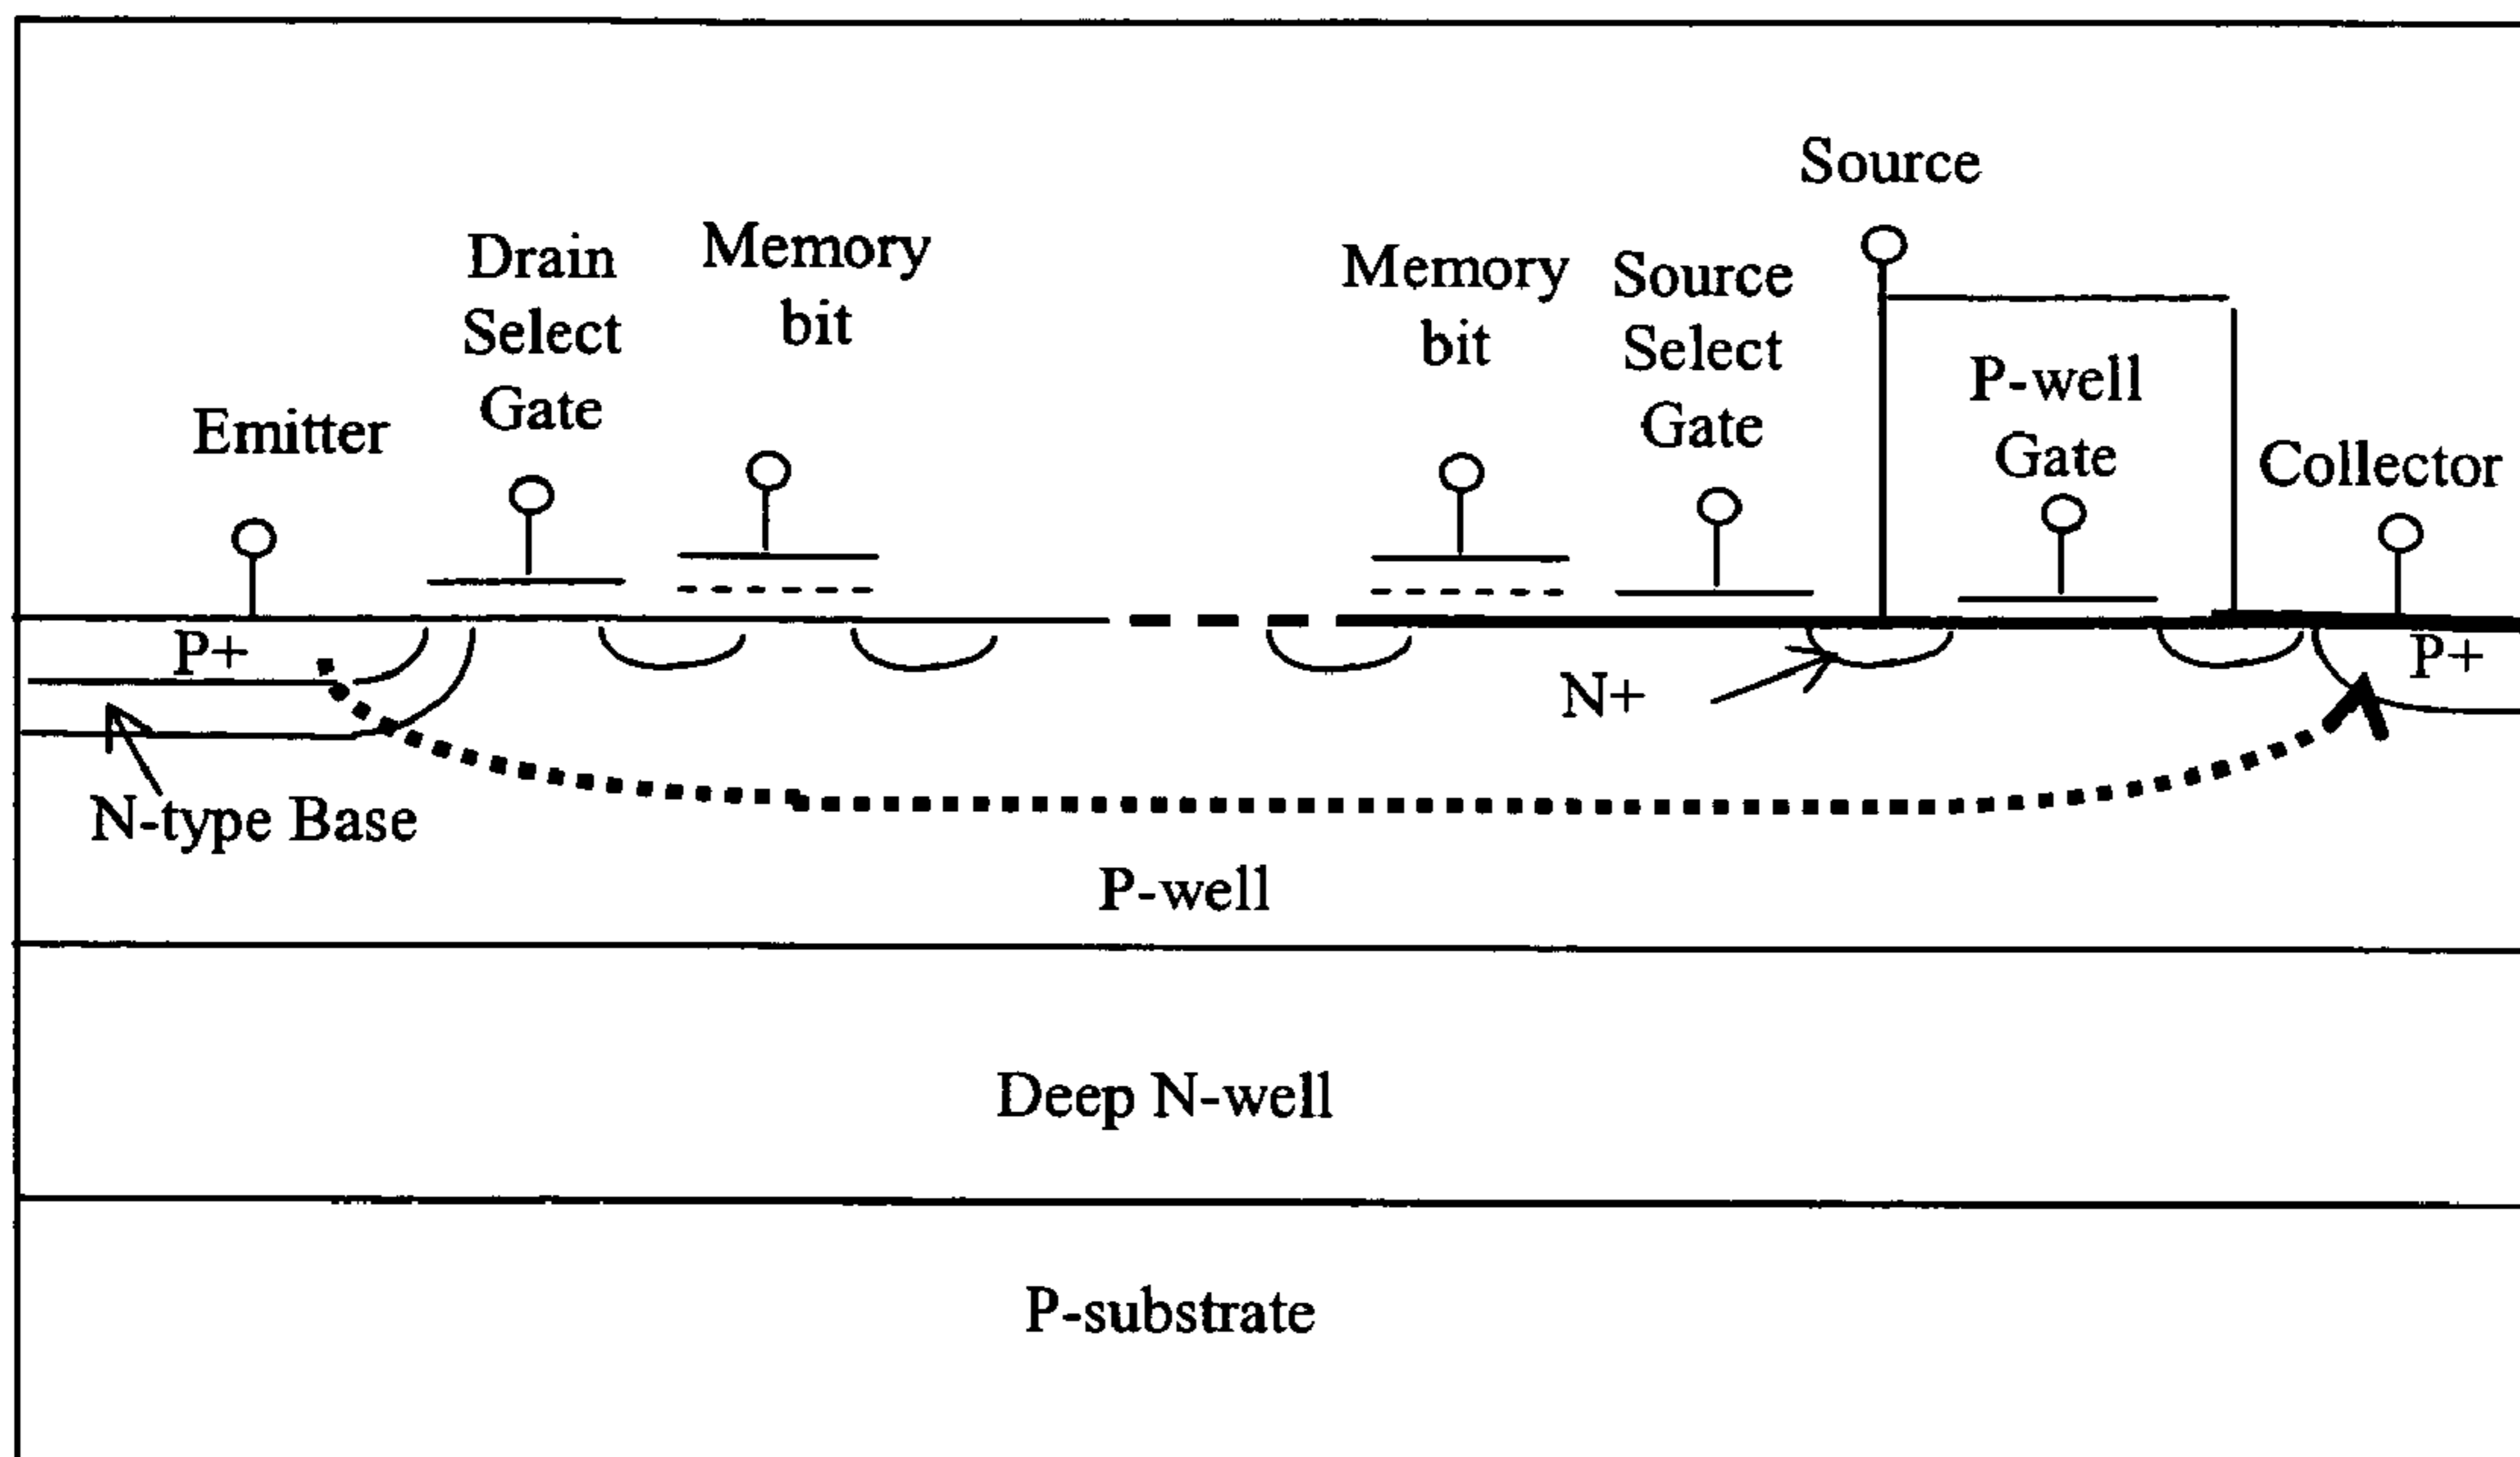 Source
Drain
Select
Gate
Memory
bit
Memory
bit
Source
Select
Gate
P-well
Gate
Emitter
Collector
P+
P+
N+
N-type Base
P-well
Deep N-well
P-substrate